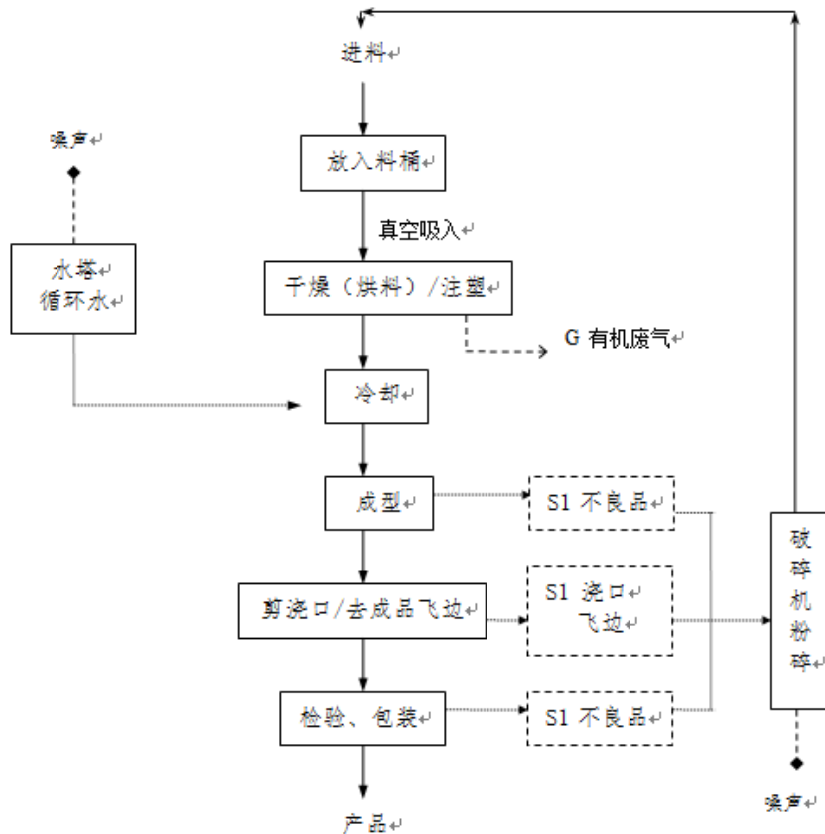 进料
噪声
放入料桶
真空吸入
水塔
循环水
干燥（烘料）/注塑
G 有机废气
冷却
成型
S1 不良品
破
碎
机
粉
碎
剪浇口/去成品飞边
S1 浇口
飞边
检验、包装
S1 不良品
噪声
产品